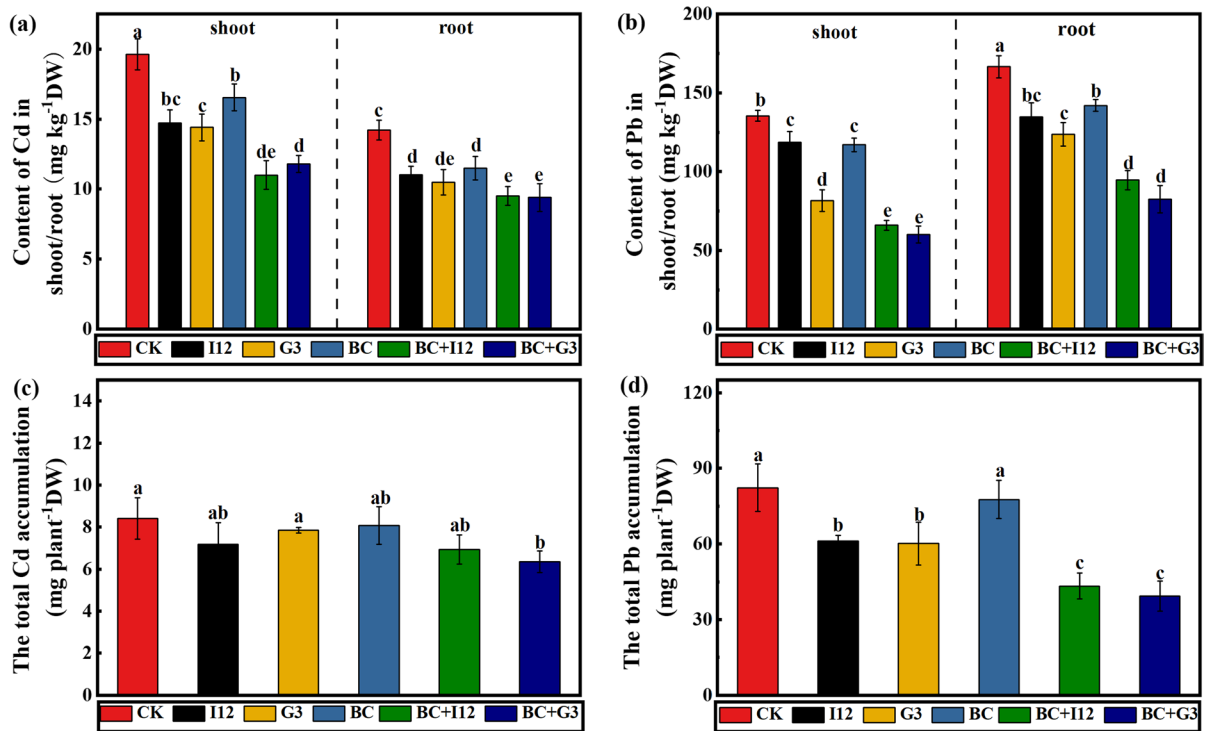 (a)
shoot
root
Content of Cd in
shoot/root (mg kg⁻¹DW)
20
15
10
5
0
a
bc
c
b
de
d
c
d
de
d
e
e
CK I12 G3 BC BC+I12 BC+G3
(b)
shoot
root
Content of Pb in
shoot/root (mg kg⁻¹DW)
200
150
100
50
0
b
c
d
c
e
e
a
bc
c
b
d
d
CK I12 G3 BC BC+I12 BC+G3
(c)
The total Cd accumulation
(mg plant⁻¹DW)
14
12
10
8
6
4
2
0
a
ab
a
ab
ab
b
CK I12 G3 BC BC+I12 BC+G3
(d)
The total Pb accumulation
(mg plant⁻¹DW)
120
90
60
30
0
a
b
b
a
c
c
CK I12 G3 BC BC+I12 BC+G3